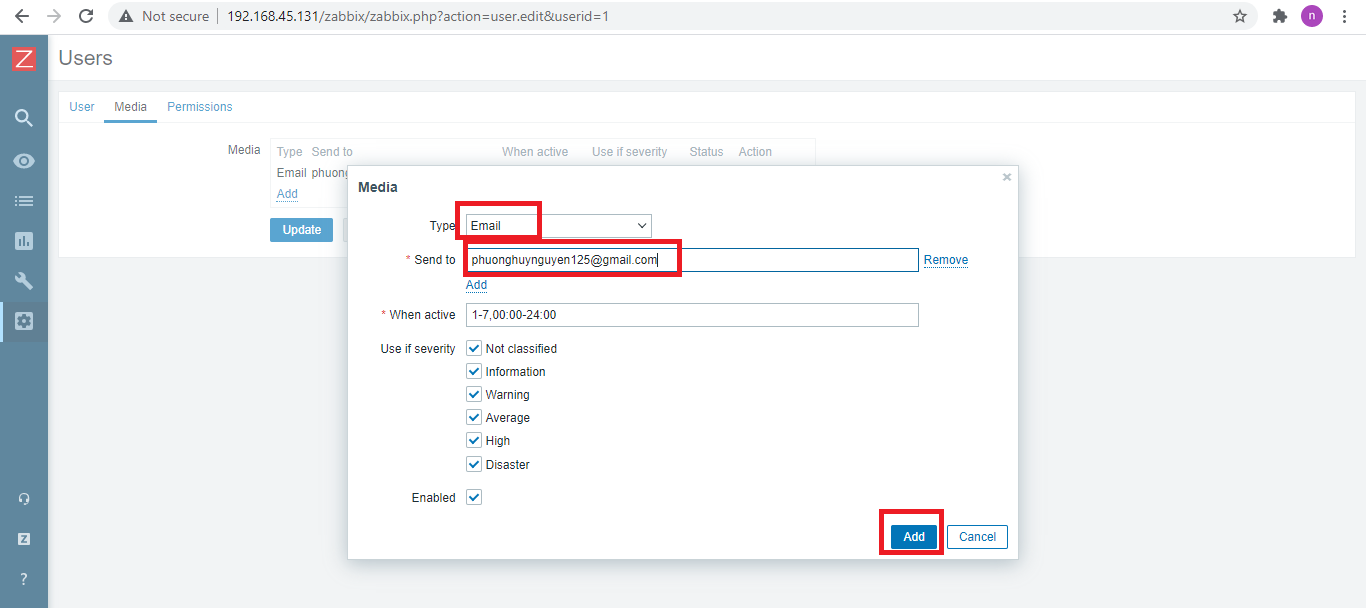 Not secure 192.168.45.131/zabbix/zabbix.php?action=user.edit&userid=1
n
Z
Users
User Media Permissions
Media
Type Send to When active Use if severity Status Action
Email phuong
Add
Update
Media
Type Email
* Send to phuonghuynguyen125@gmail.com Remove
Add
* When active 1-7,00:00-24:00
Use if severity Not classified
Information
Warning
Average
High
Disaster
Enabled
Add Cancel
Z
?